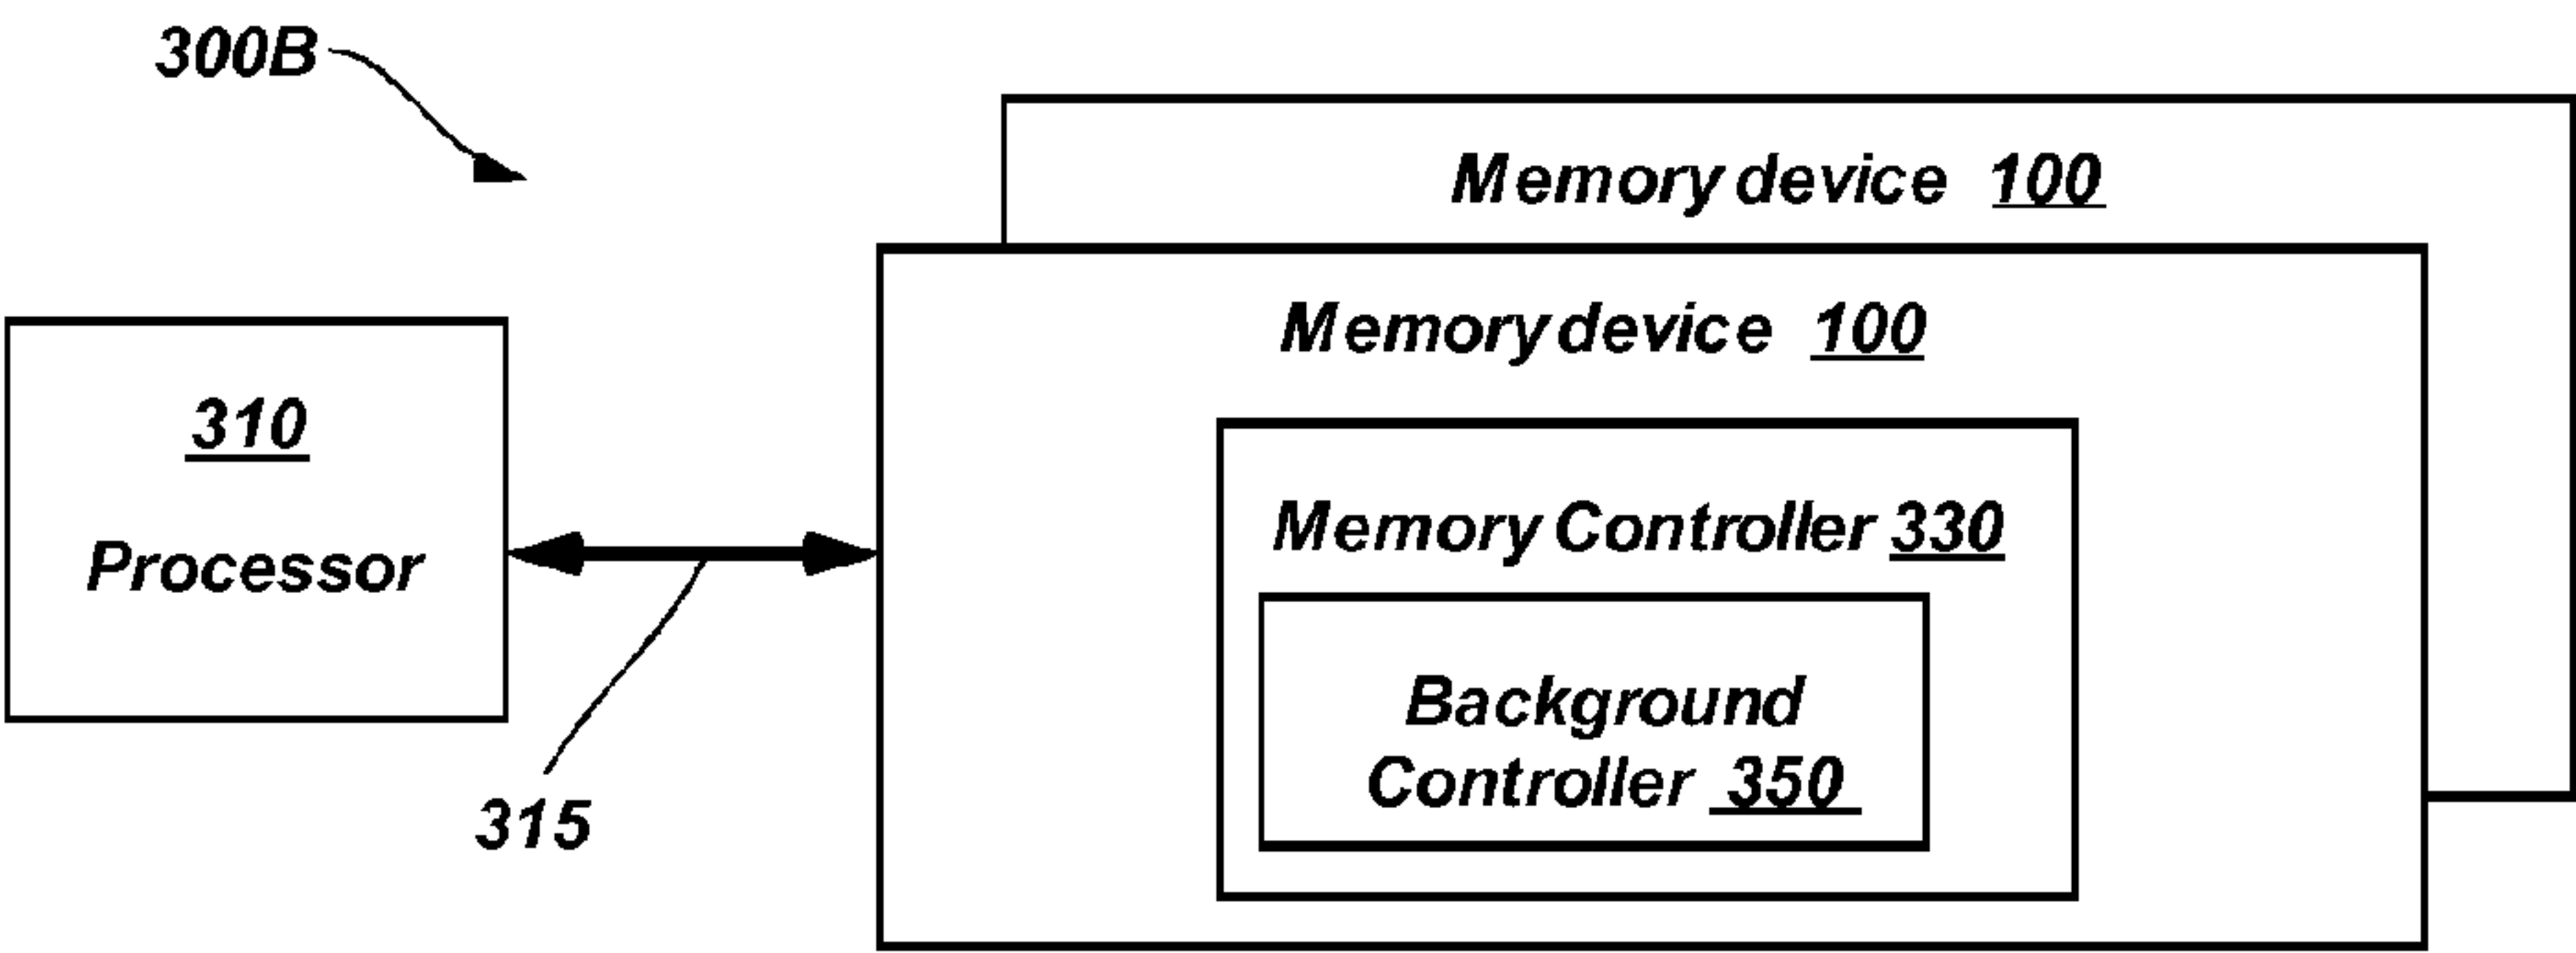 300B
Memory device 100
Memory device 100
310
Processor
Memory Controller 330
Background
Controller 350
315